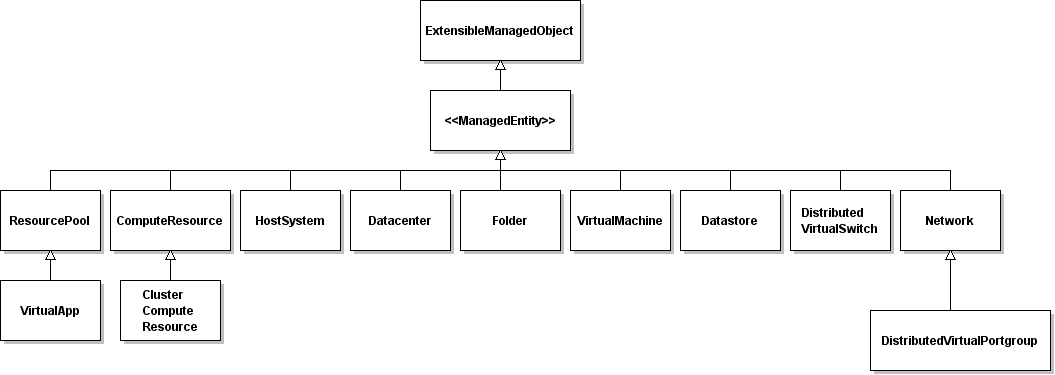 ExtensibleManagedObject
<<ManagedEntity>>
ResourcePool
ComputeResource
HostSystem
Datacenter
Folder
VirtualMachine
Datastore
Distributed
VirtualSwitch
Network
VirtualApp
Cluster
Compute
Resource
DistributedVirtualPortgroup